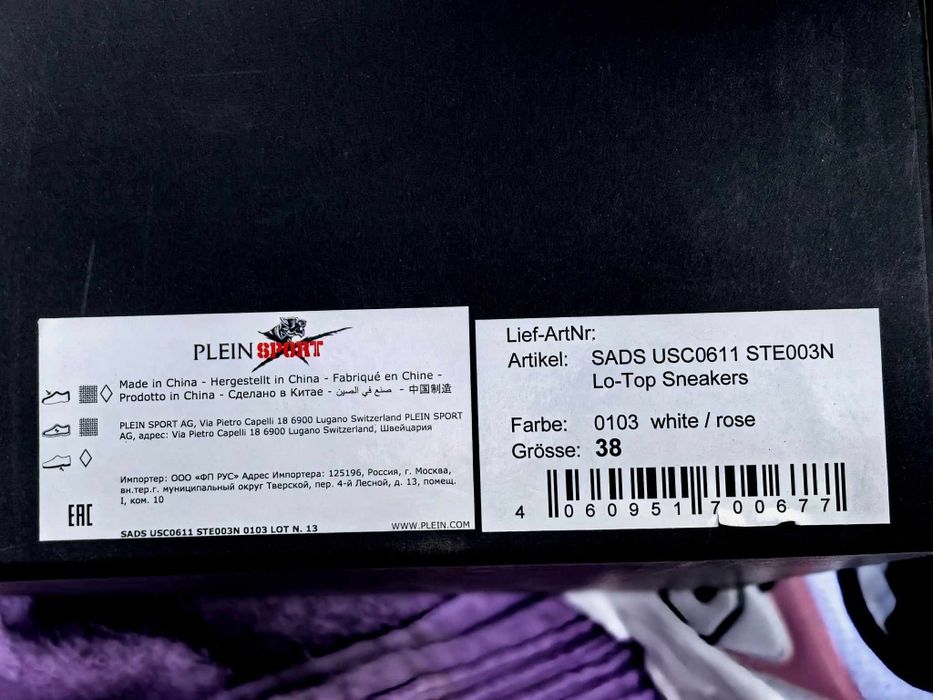 PLEIN SPORT
Made in China - Hergestellt in China - Fabriqué en Chine -
Prodotto in China - Сделано в Китае - صنع في الصين - 中国制造
PLEIN SPORT AG, Via Pietro Capelli 18 6900 Lugano Switzerland PLEIN SPORT
AG, адрес: Via Pietro Capelli 18 6900 Lugano Switzerland, Швейцария
Импортер: ООО «ФП РУС» Адрес Импортера: 125196, Россия, г. Москва,
вн.тер.г. муниципальный округ Тверской, пер. 4-й Лесной, д. 13, помещ.
I, ком. 10
EAC
SADS USC0611 STE003N 0103 LOT N. 13
WWW.PLEIN.COM
Lief-ArtNr:
Artikel: SADS USC0611 STE003N
Lo-Top Sneakers
Farbe: 0103 white / rose
Grösse: 38
4 060951 700677